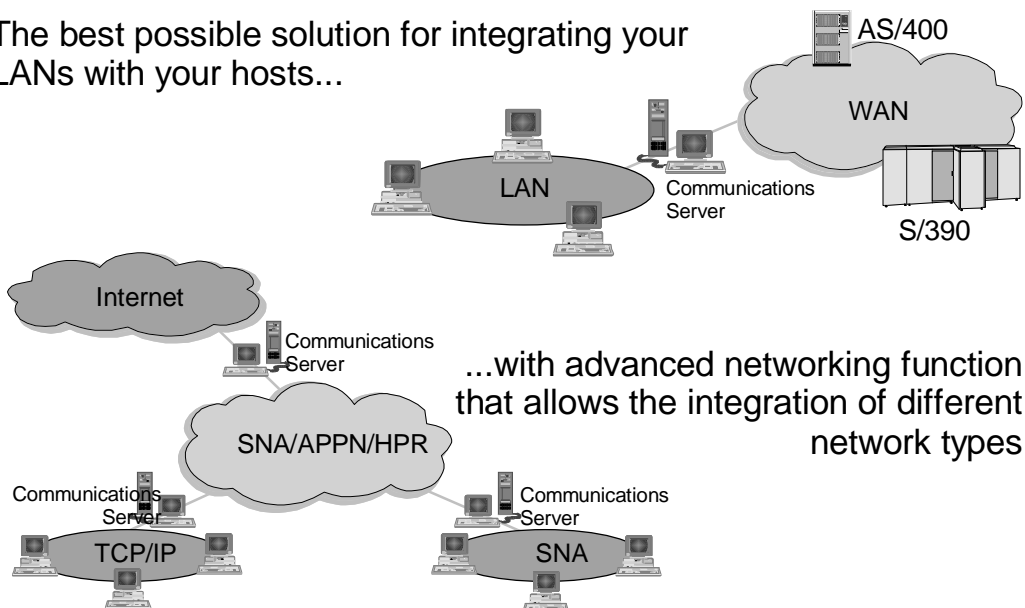 The best possible solution for integrating your
LANs with your hosts...
AS/400
WAN
LAN
Communications
Server
S/390
Internet
Communications
Server
...with advanced networking function
that allows the integration of different
network types
SNA/APPN/HPR
Communications
Server
Communications
Server
TCP/IP
SNA